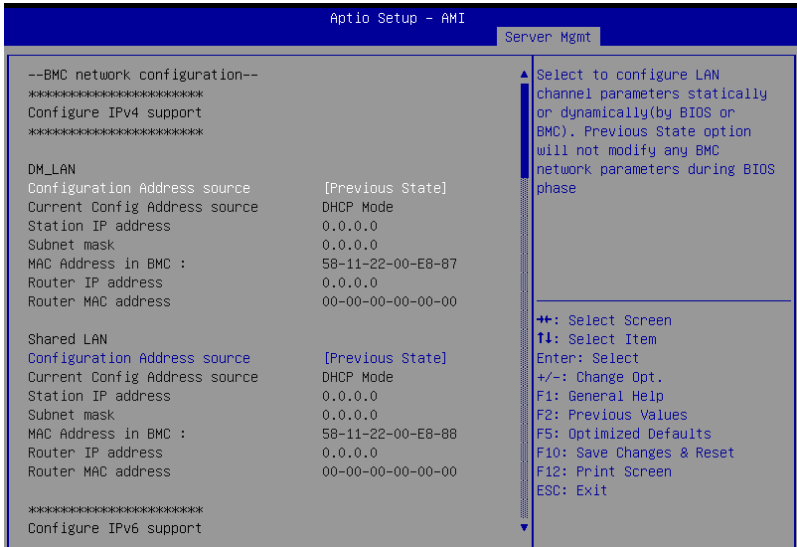 Aptio Setup – AMI
Server Mgmt
--BMC network configuration--
************************
Configure IPv4 support
************************
DM_LAN
Configuration Address source [Previous State]
Current Config Address source DHCP Mode
Station IP address 0.0.0.0
Subnet mask 0.0.0.0
MAC Address in BMC : 58-11-22-00-E8-87
Router IP address 0.0.0.0
Router MAC address 00-00-00-00-00-00
Shared LAN
Configuration Address source [Previous State]
Current Config Address source DHCP Mode
Station IP address 0.0.0.0
Subnet mask 0.0.0.0
MAC Address in BMC : 58-11-22-00-E8-88
Router IP address 0.0.0.0
Router MAC address 00-00-00-00-00-00
************************
Configure IPv6 support
Select to configure LAN
channel parameters statically
or dynamically(by BIOS or
BMC). Previous State option
will not modify any BMC
network parameters during BIOS
phase
→←: Select Screen
↑↓: Select Item
Enter: Select
+/-: Change Opt.
F1: General Help
F2: Previous Values
F5: Optimized Defaults
F10: Save Changes & Reset
F12: Print Screen
ESC: Exit